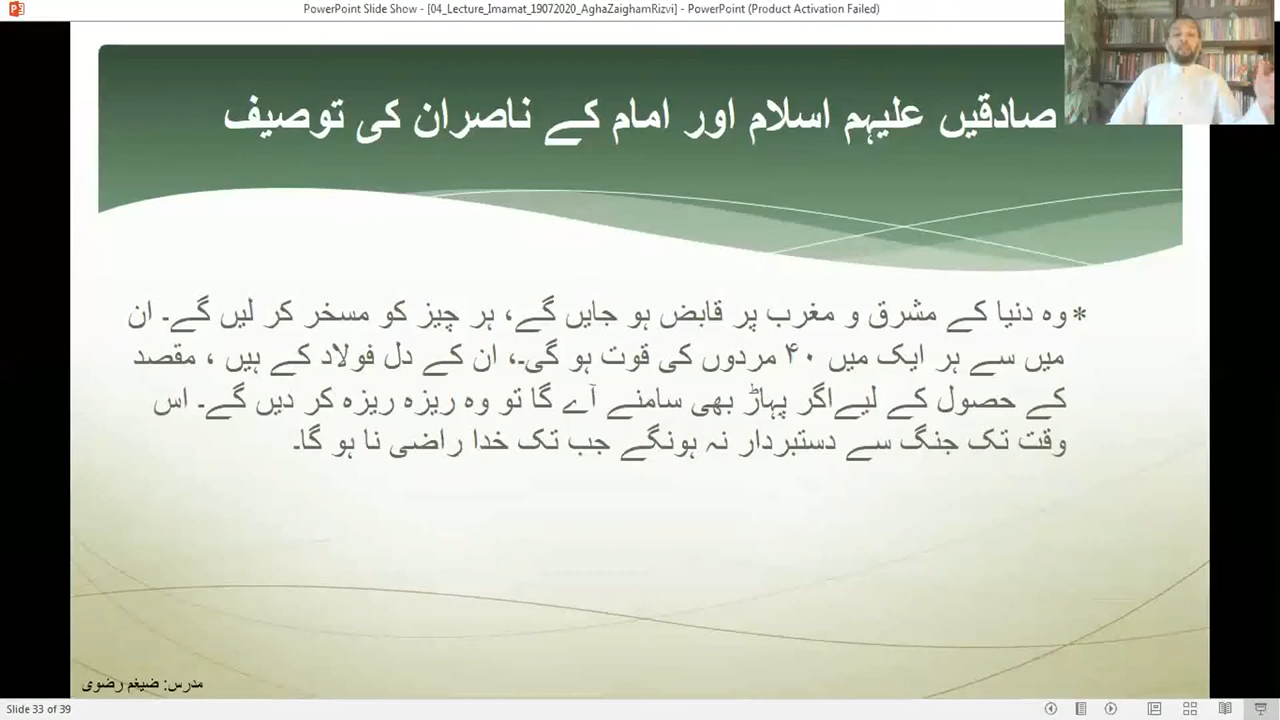 PowerPoint Slide Show - [04_Lecture_Imamat_19072020_AghaZaighamRizvi] - PowerPoint (Product Activation Failed)
صادقیں علیہم اسلام اور امام کے ناصران کی توصیف
*وہ دنیا کے مشرق و مغرب پر قابض ہو جایں گے، ہر چیز کو مسخر کر لیں گے۔ ان
میں سے ہر ایک میں ۴۰ مردوں کی قوت ہو گی۔، ان کے دل فولاد کے ہیں ، مقصد
کے حصول کے لیےاگر پہاڑ بھی سامنے آے گا تو وہ ریزہ ریزہ کر دیں گے۔ اس
وقت تک جنگ سے دستبردار نہ ہونگے جب تک خدا راضی نا ہو گا۔
مدرس: ضیغم رضوی
Slide 33 of 39